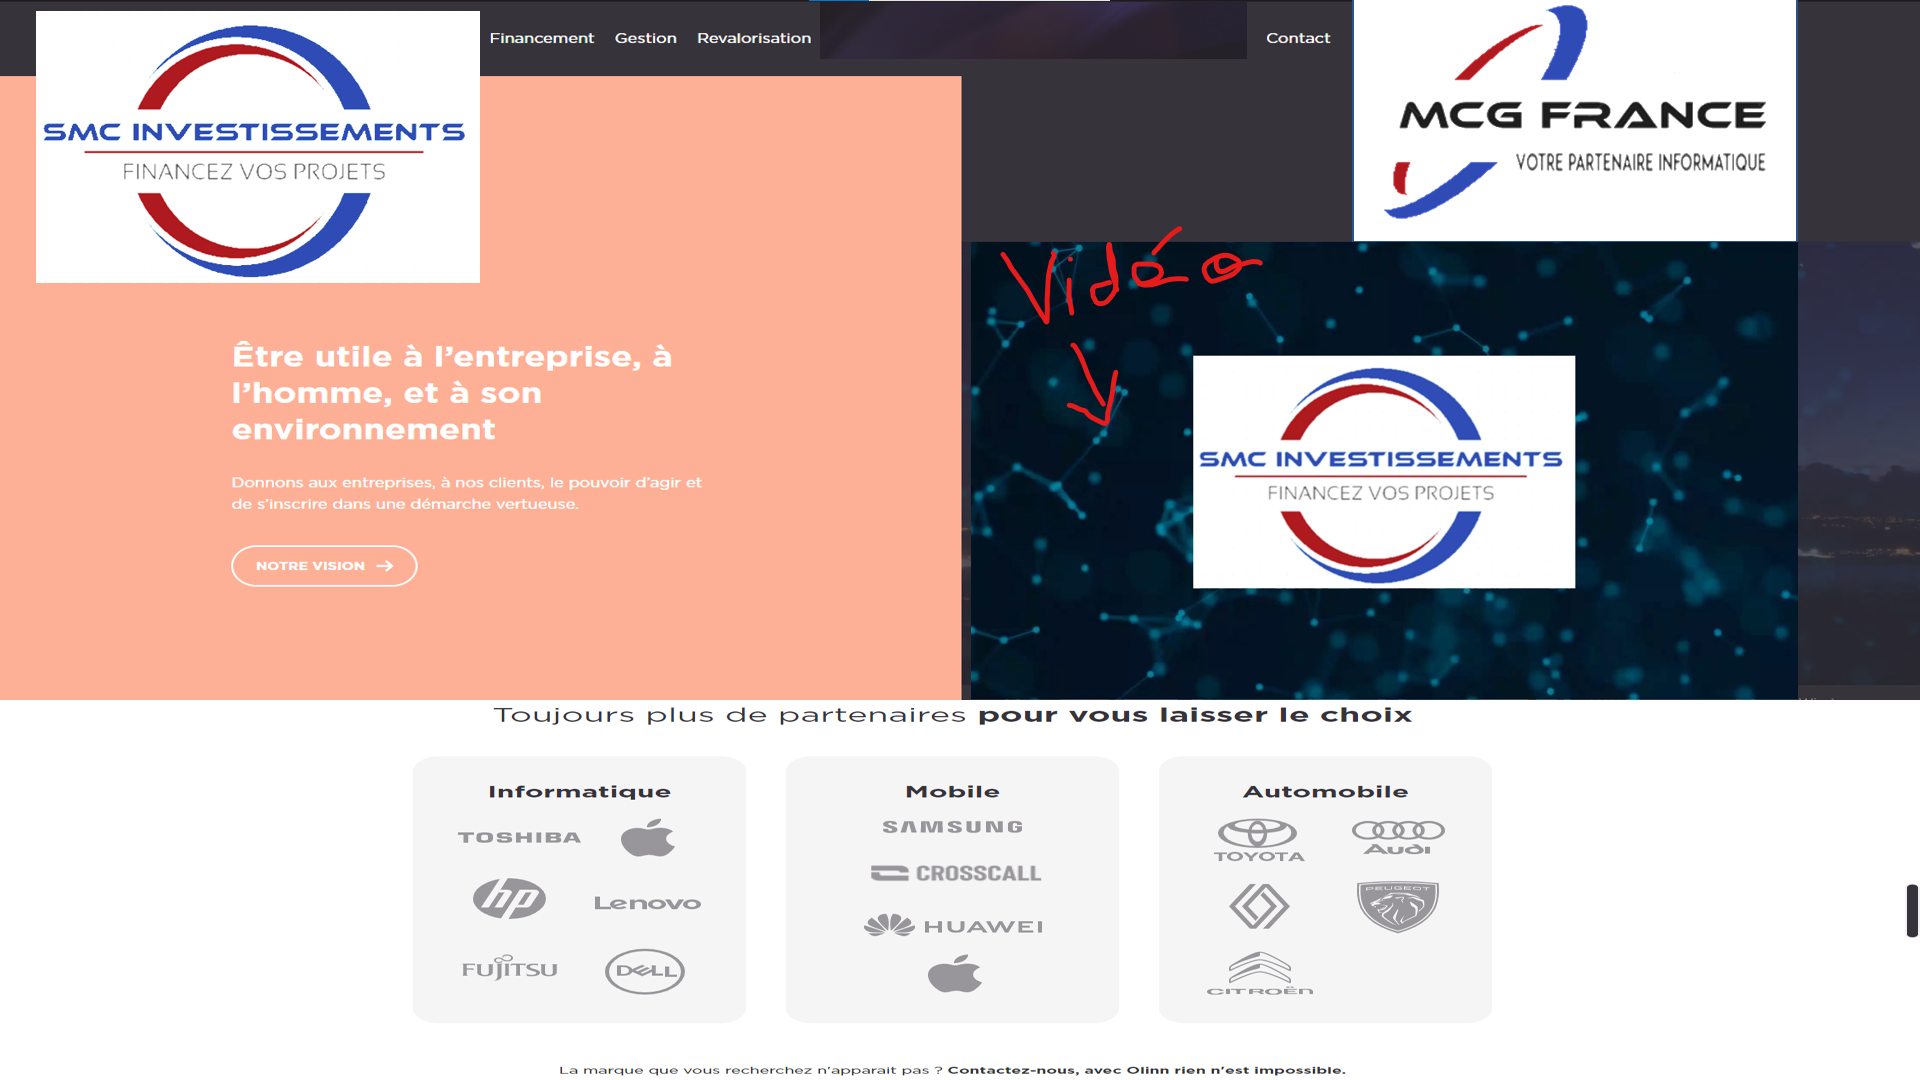 Financement Gestion Revalorisation Contact
SMC INVESTISSEMENTS
FINANCEZ VOS PROJETS
MCG FRANCE
VOTRE PARTENAIRE INFORMATIQUE
Vidéo
Être utile à l’entreprise, à
l’homme, et à son
environnement
Donnons aux entreprises, à nos clients, le pouvoir d’agir et
de s’inscrire dans une démarche vertueuse.
NOTRE VISION
SMC INVESTISSEMENTS
FINANCEZ VOS PROJETS
Toujours plus de partenaires pour vous laisser le choix
Informatique
TOSHIBA
hp Lenovo
FUJITSU DELL
Mobile
SAMSUNG
CROSSCALL
HUAWEI
Automobile
TOYOTA Audi
PEUGEOT
CITROËN
La marque que vous recherchez n'apparait pas ? Contactez-nous, avec Olinn rien n'est impossible.